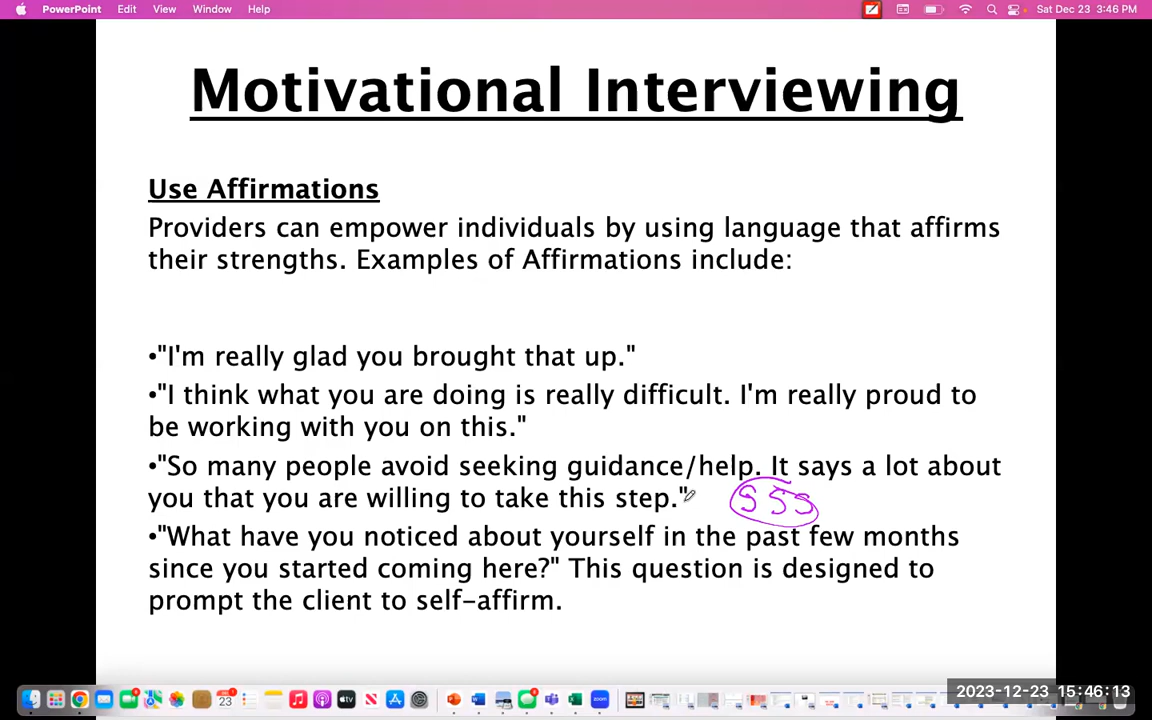 PowerPoint Edit View Window Help Sat Dec 23 3:46 PM
Motivational Interviewing
Use Affirmations
Providers can empower individuals by using language that affirms
their strengths. Examples of Affirmations include:
•"I'm really glad you brought that up."
•"I think what you are doing is really difficult. I'm really proud to
be working with you on this."
•"So many people avoid seeking guidance/help. It says a lot about
you that you are willing to take this step."
•"What have you noticed about yourself in the past few months
since you started coming here?" This question is designed to
prompt the client to self-affirm.
2023-12-23 15:46:13